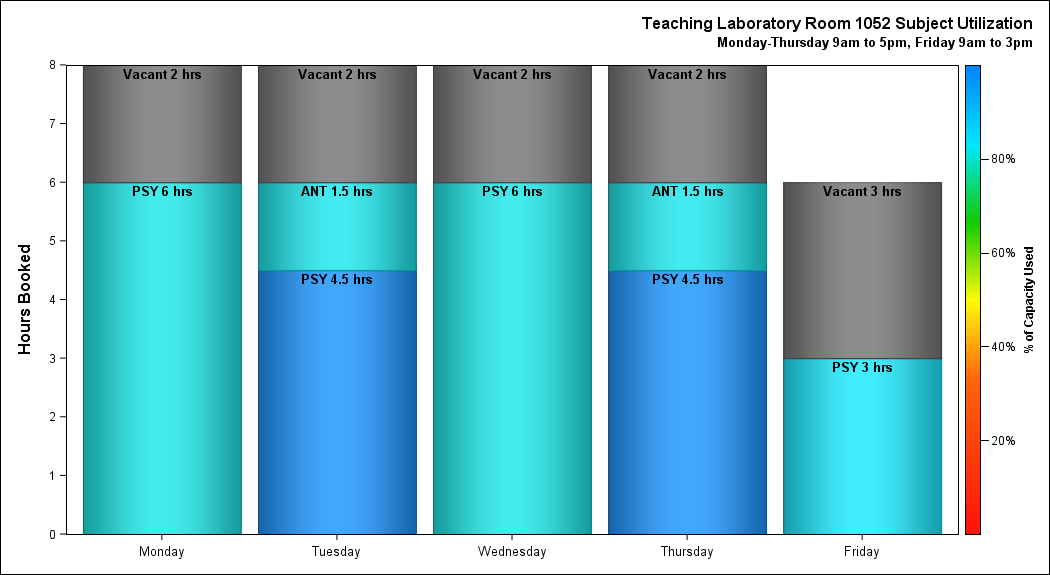 Teaching Laboratory Room 1052 Subject Utilization
Monday-Thursday 9am to 5pm, Friday 9am to 3pm
Hours Booked
8
7
6
5
4
3
2
1
0
Vacant 2 hrs
PSY 6 hrs
Vacant 2 hrs
ANT 1.5 hrs
PSY 4.5 hrs
Vacant 2 hrs
PSY 6 hrs
Vacant 2 hrs
ANT 1.5 hrs
PSY 4.5 hrs
Vacant 3 hrs
PSY 3 hrs
Monday
Tuesday
Wednesday
Thursday
Friday
80%
60%
40%
20%
% of Capacity Used